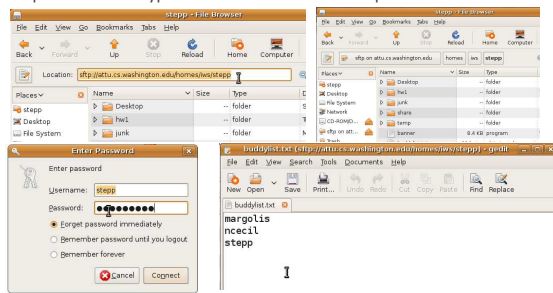 stepp - File Browser
File Edit View Go Bookmarks Tabs Help
Back Forward Up Stop Reload Home Computer
Location: sftp://attu.cs.washington.edu/homes/iws/stepp
Places Name Size Type
stepp Desktop -- folder
Desktop hw1 -- folder
File System junk -- folder
stepp - File Browser
File Edit View Go Bookmarks Tabs Help
Back Forward Up Stop Reload Home Computer
sftp on attu.cs.washington.edu homes iws stepp
Places Name Size Type
stepp Desktop -- folder
Desktop hw1 -- folder
File System junk -- folder
Network share -- folder
CD-ROM/D... temp -- folder
sftp on att... banner 8.4 KB program
Trash
Enter Password
Enter password
Username: stepp
Password:
Forget password immediately
Remember password until you logout
Remember forever
Cancel Connect
buddylist.txt (sftp://attu.cs.washington.edu/homes/iws/stepp) - gedit
File Edit View Search Tools Documents Help
New Open Save Print... Undo Redo Cut Copy Paste Find Replace
buddylist.txt
margolis
ncecil
stepp